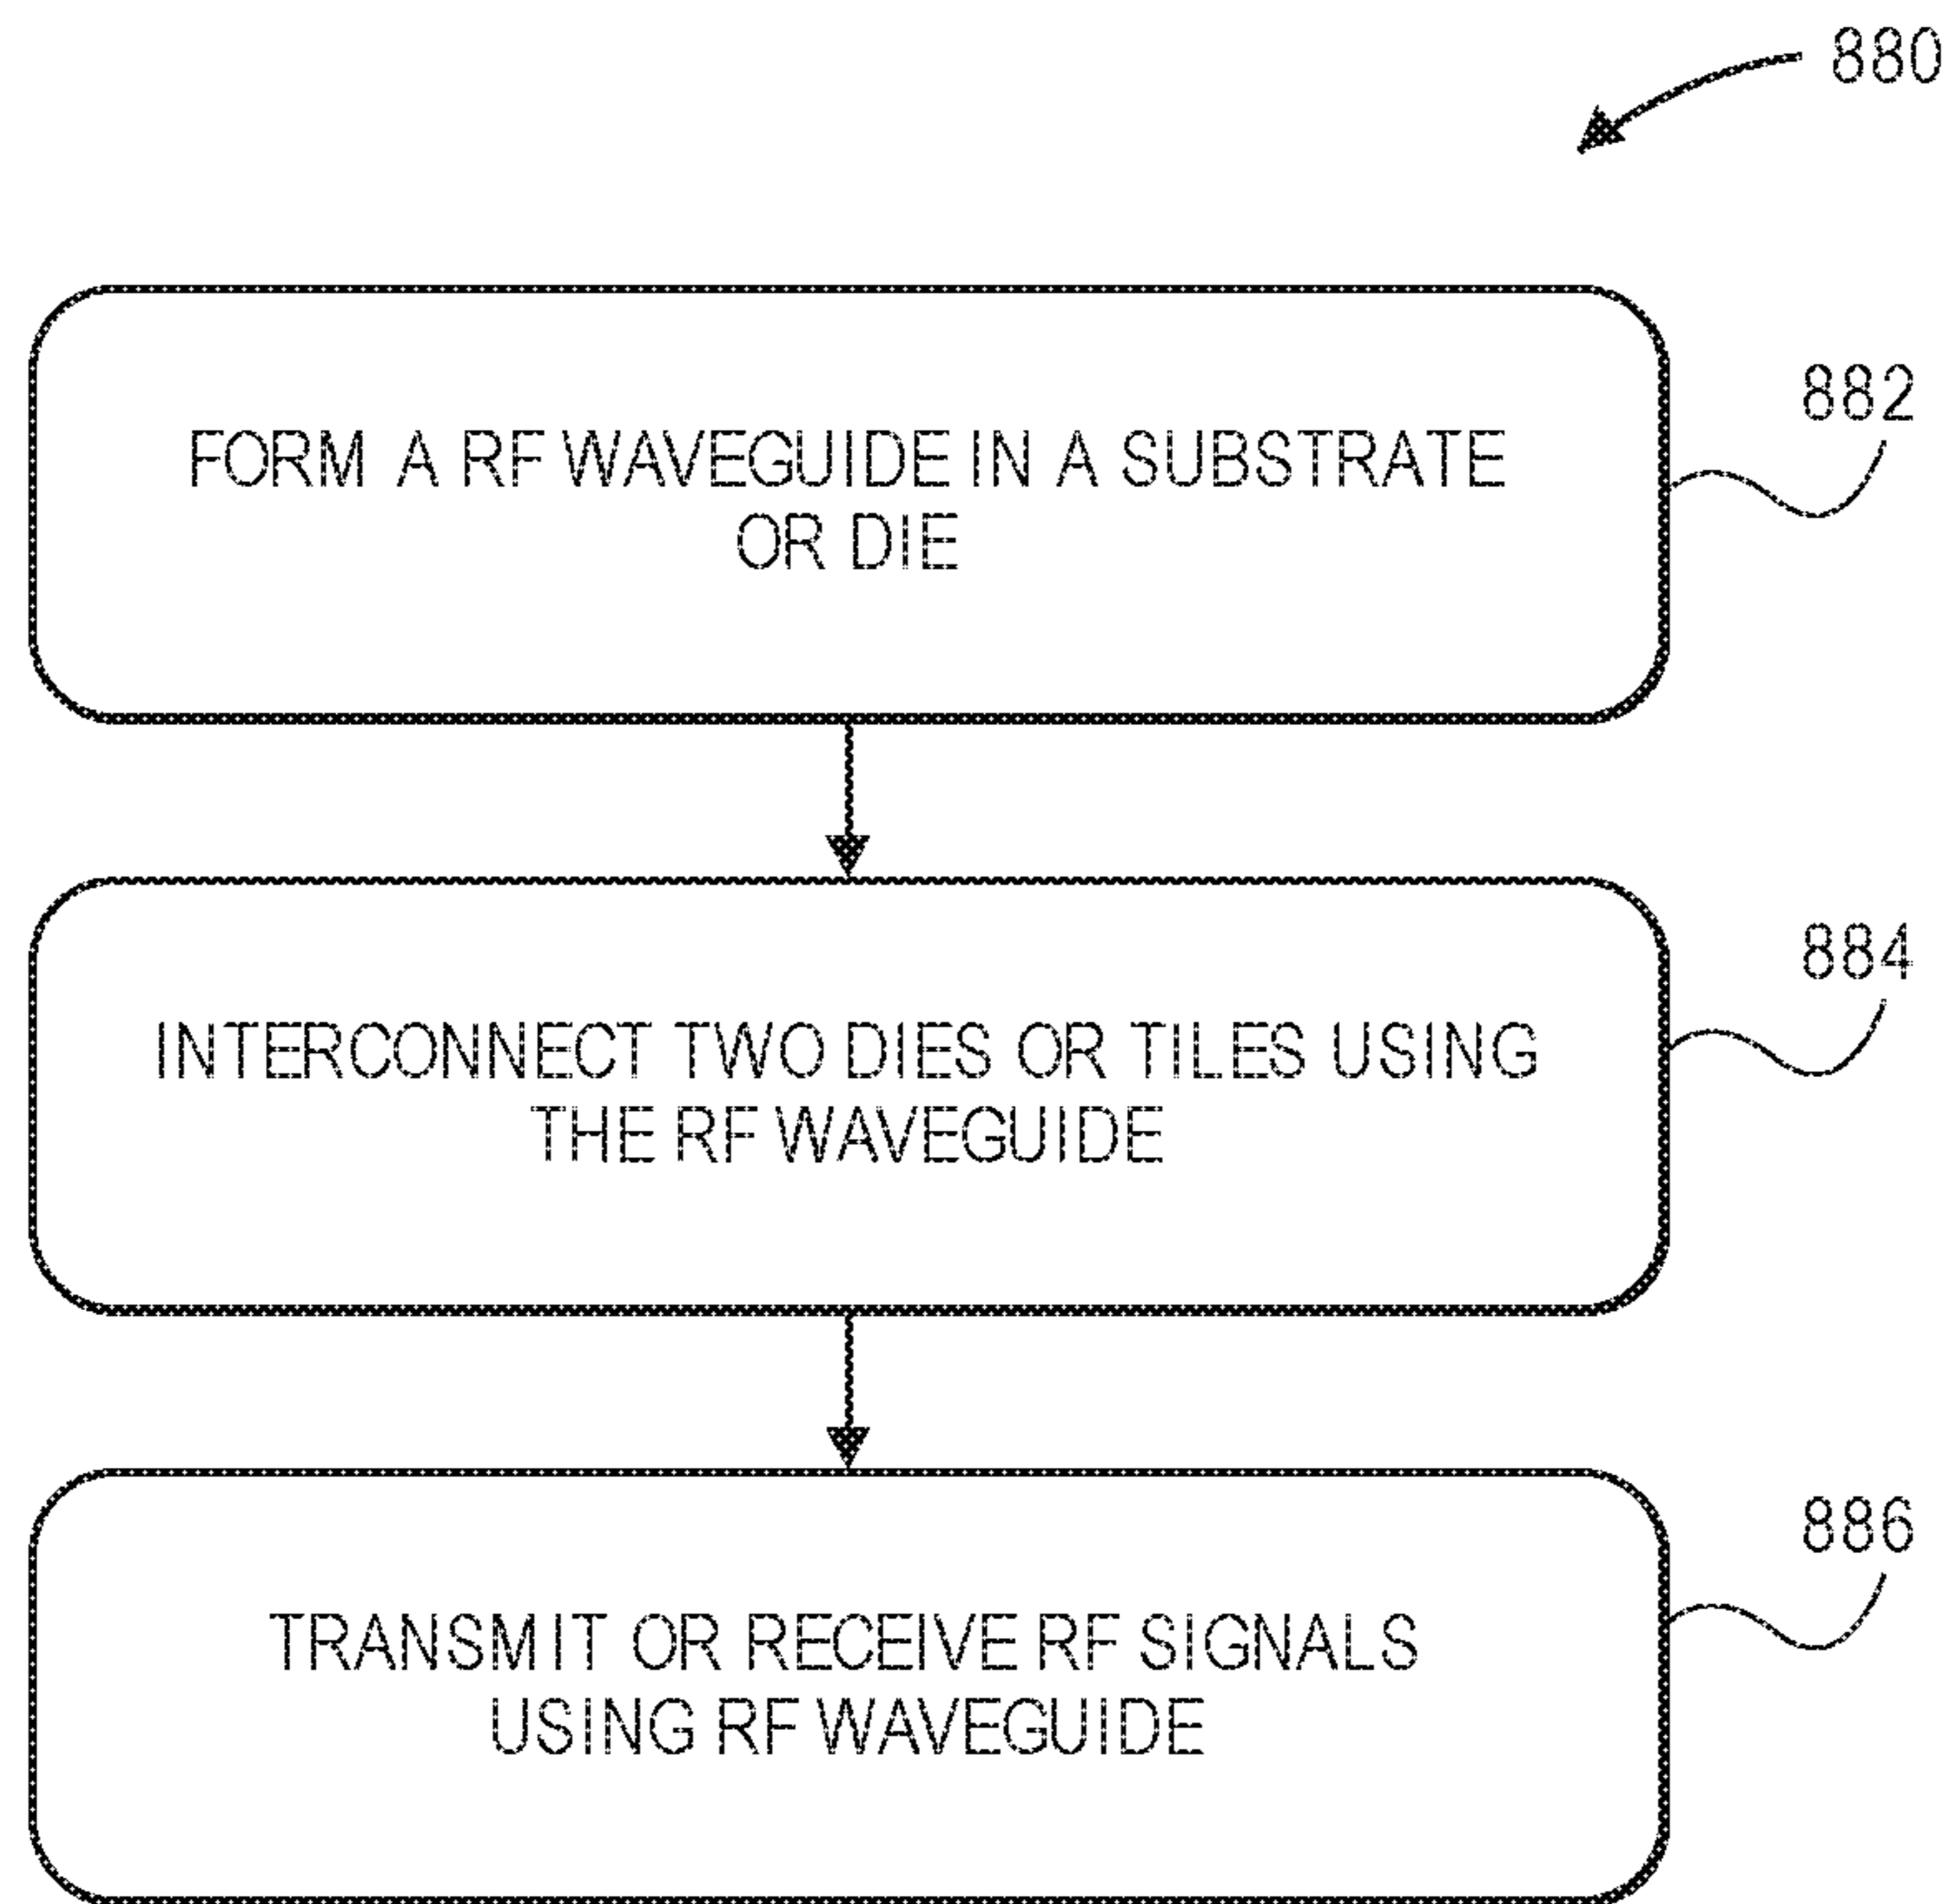 880
FORM A RF WAVEGUIDE IN A SUBSTRATE
OR DIE
882
INTERCONNECT TWO DIES OR TILES USING
THE RF WAVEGUIDE
884
TRANSMIT OR RECEIVE RF SIGNALS
USING RF WAVEGUIDE
886